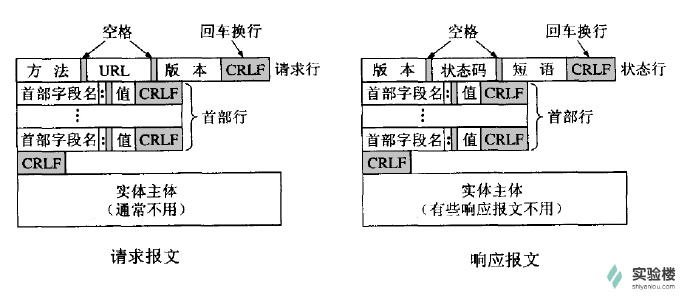 空格 回车换行
方法 URL 版本 CRLF 请求行
首部字段名: 值 CRLF
⋮
首部行
首部字段名: 值 CRLF
CRLF
实体主体
(通常不用)
请求报文
空格 回车换行
版本 状态码 短语 CRLF 状态行
首部字段名: 值 CRLF
⋮
首部行
首部字段名: 值 CRLF
CRLF
实体主体
(有些响应报文不用)
响应报文
实验楼
shiyanlou.com